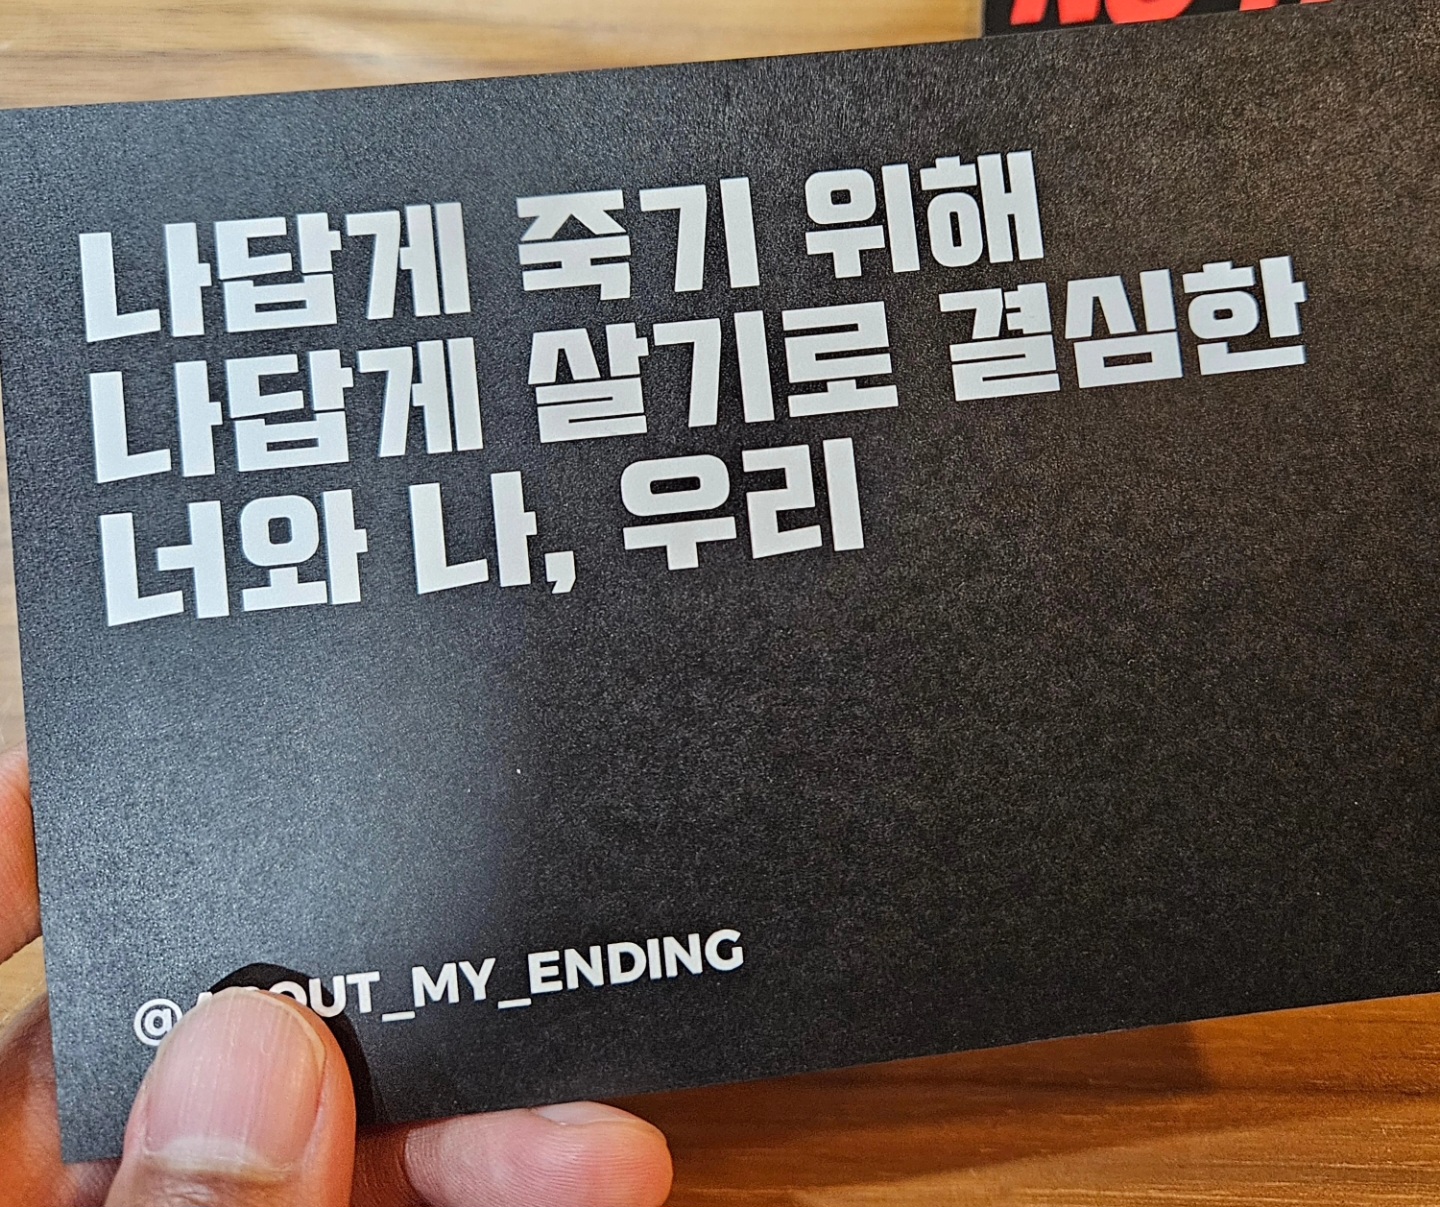 나답게 죽기 위해
나답게 살기로 결심한
너와 나, 우리
@ABOUT_MY_ENDING